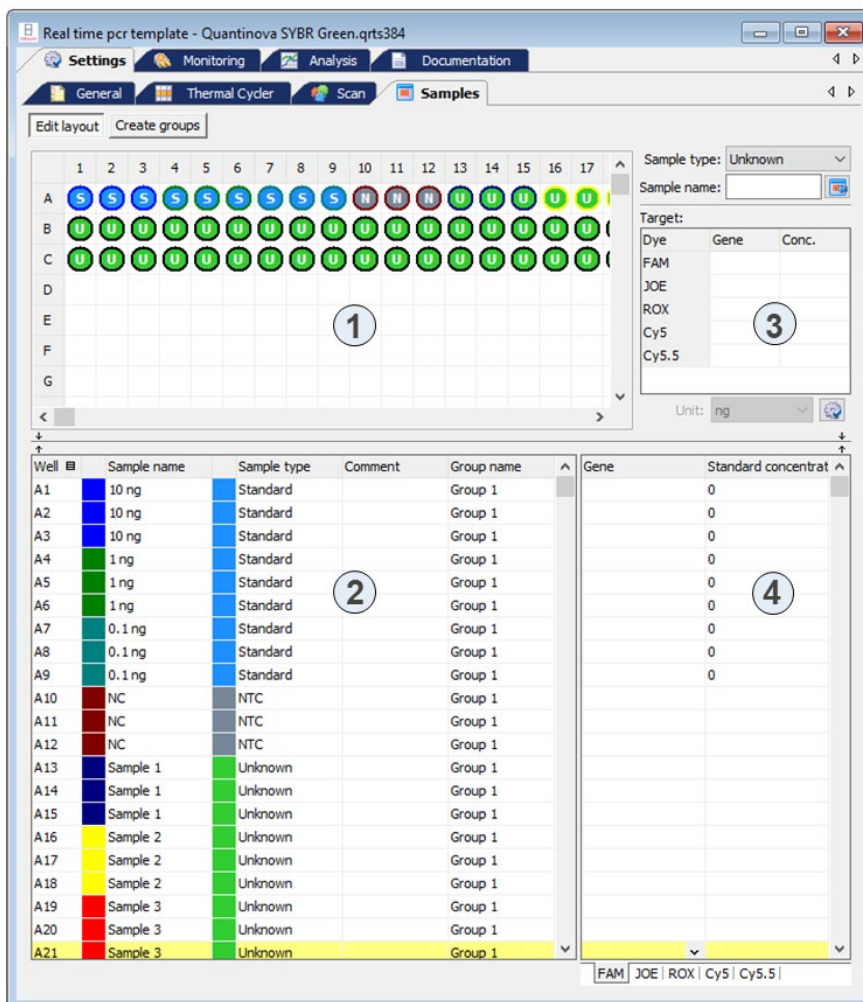 Real time pcr template - Quantinova SYBR Green.qrts384
Settings Monitoring Analysis Documentation
General Thermal Cycler Scan Samples
Edit layout Create groups
1 2 3 4 5 6 7 8 9 10 11 12 13 14 15 16 17
A S S S S S S S S S N N N U U U U U
B U U U U U U U U U U U U U U U U U
C U U U U U U U U U U U U U U U U U
D
E
F
G
1
Sample type: Unknown
Sample name:
Target:
Dye Gene Conc.
FAM
JOE
ROX
Cy5
Cy5.5
3
Unit: ng
Well Sample name Sample type Comment Group name
A1 10 ng Standard Group 1
A2 10 ng Standard Group 1
A3 10 ng Standard Group 1
A4 1 ng Standard Group 1
A5 1 ng Standard Group 1
A6 1 ng Standard Group 1
A7 0.1 ng Standard Group 1
A8 0.1 ng Standard Group 1
A9 0.1 ng Standard Group 1
A10 NC NTC Group 1
A11 NC NTC Group 1
A12 NC NTC Group 1
A13 Sample 1 Unknown Group 1
A14 Sample 1 Unknown Group 1
A15 Sample 1 Unknown Group 1
A16 Sample 2 Unknown Group 1
A17 Sample 2 Unknown Group 1
A18 Sample 2 Unknown Group 1
A19 Sample 3 Unknown Group 1
A20 Sample 3 Unknown Group 1
A21 Sample 3 Unknown Group 1
2
Gene Standard concentrat
0
0
0
0
0
0
0
0
0
4
FAM JOE ROX Cy5 Cy5.5